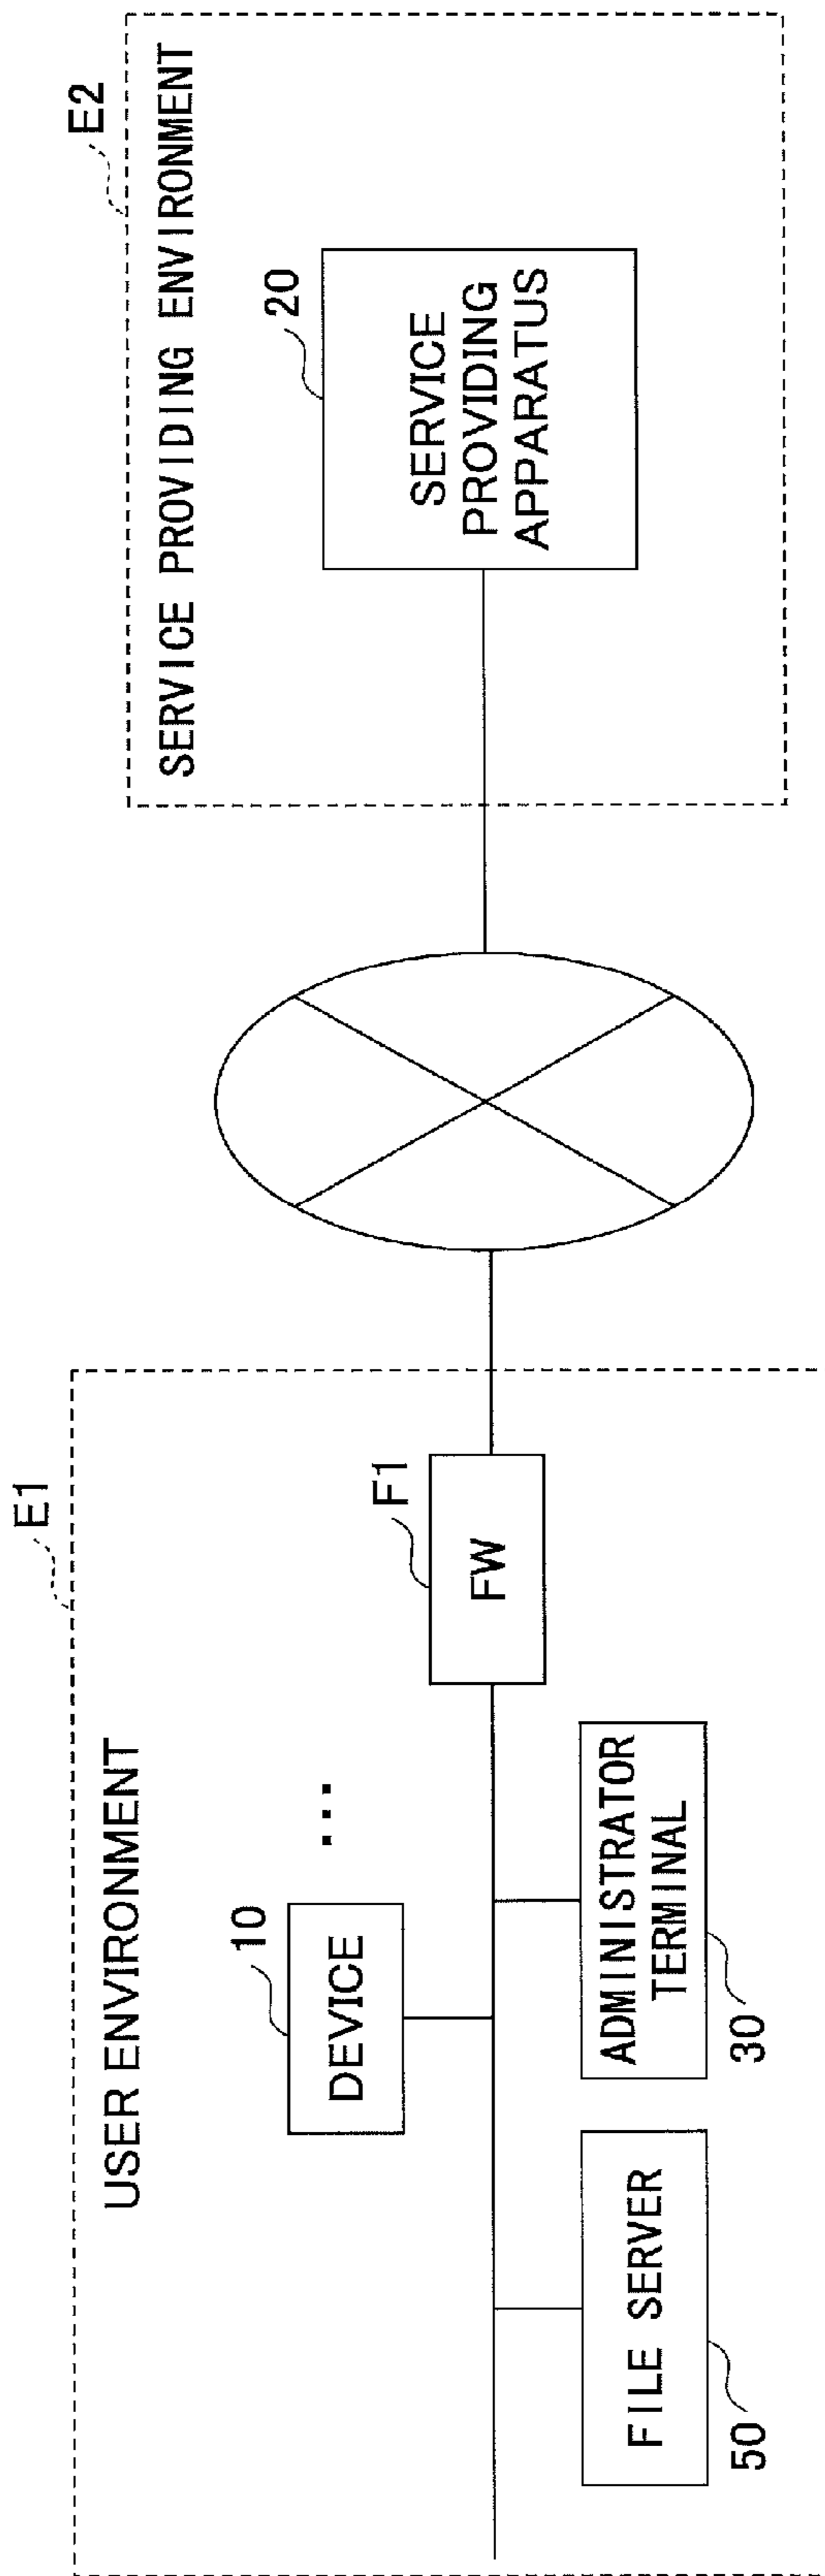 E1
USER ENVIRONMENT
10
DEVICE
...
F1
FW
FILE SERVER
50
ADMINISTRATOR
TERMINAL
30
E2
SERVICE PROVIDING ENVIRONMENT
20
SERVICE
PROVIDING
APPARATUS